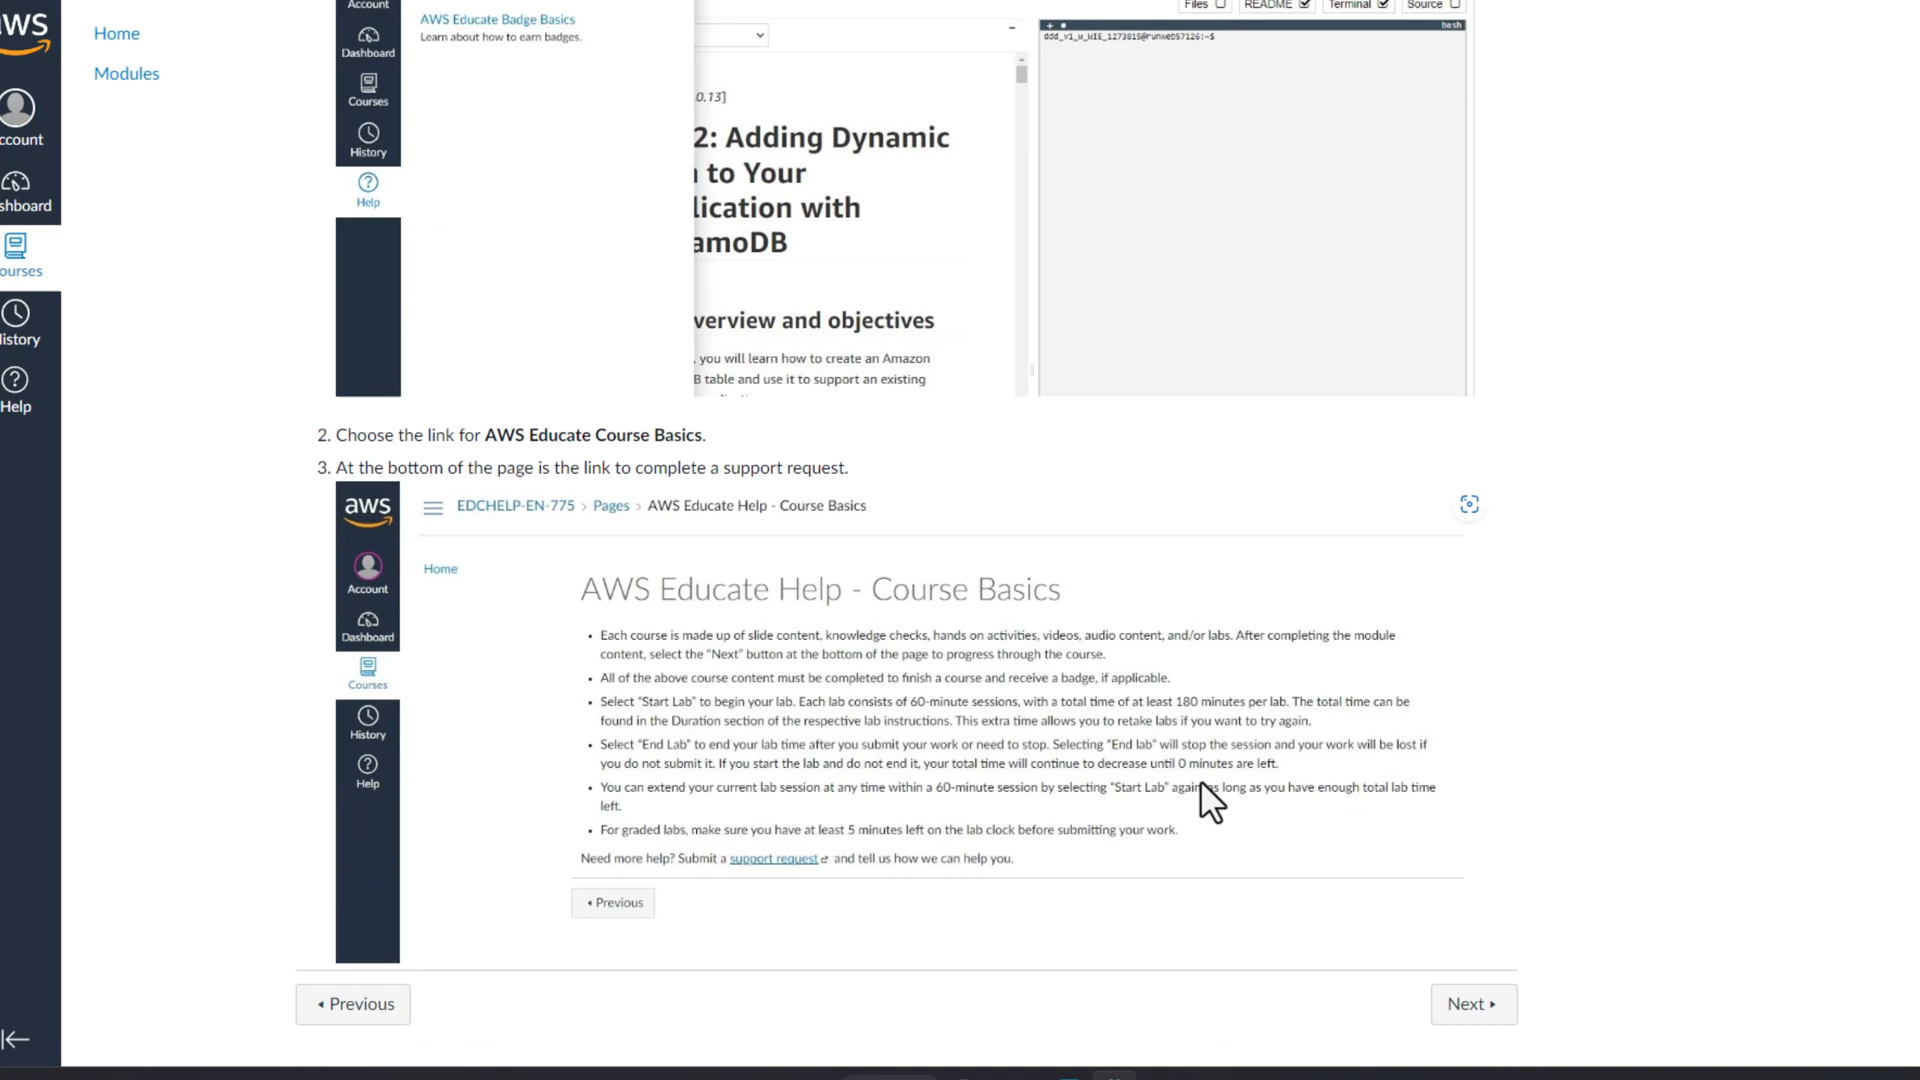 aws
Home
Modules
ccount
shboard
ourses
istory
Help
Account
Dashboard
Courses
History
Help
AWS Educate Badge Basics
Learn about how to earn badges.
Files
README
Terminal
Source
bash
ddd_v1_w_WIE_1273815@runweb57126:~$
0.13]
2: Adding Dynamic
to Your
lication with
amoDB
verview and objectives
, you will learn how to create an Amazon
B table and use it to support an existing
2. Choose the link for AWS Educate Course Basics.
3. At the bottom of the page is the link to complete a support request.
aws
Account
Dashboard
Courses
History
Help
EDCHELP-EN-775 > Pages > AWS Educate Help - Course Basics
Home
AWS Educate Help - Course Basics
• Each course is made up of slide content, knowledge checks, hands on activities, videos, audio content, and/or labs. After completing the module
content, select the "Next" button at the bottom of the page to progress through the course.
• All of the above course content must be completed to finish a course and receive a badge, if applicable.
• Select "Start Lab" to begin your lab. Each lab consists of 60-minute sessions, with a total time of at least 180 minutes per lab. The total time can be
found in the Duration section of the respective lab instructions. This extra time allows you to retake labs if you want to try again.
• Select "End Lab" to end your lab time after you submit your work or need to stop. Selecting "End lab" will stop the session and your work will be lost if
you do not submit it. If you start the lab and do not end it, your total time will continue to decrease until 0 minutes are left.
• You can extend your current lab session at any time within a 60-minute session by selecting "Start Lab" again as long as you have enough total lab time
left.
• For graded labs, make sure you have at least 5 minutes left on the lab clock before submitting your work.
Need more help? Submit a support request and tell us how we can help you.
Previous
Previous
Next